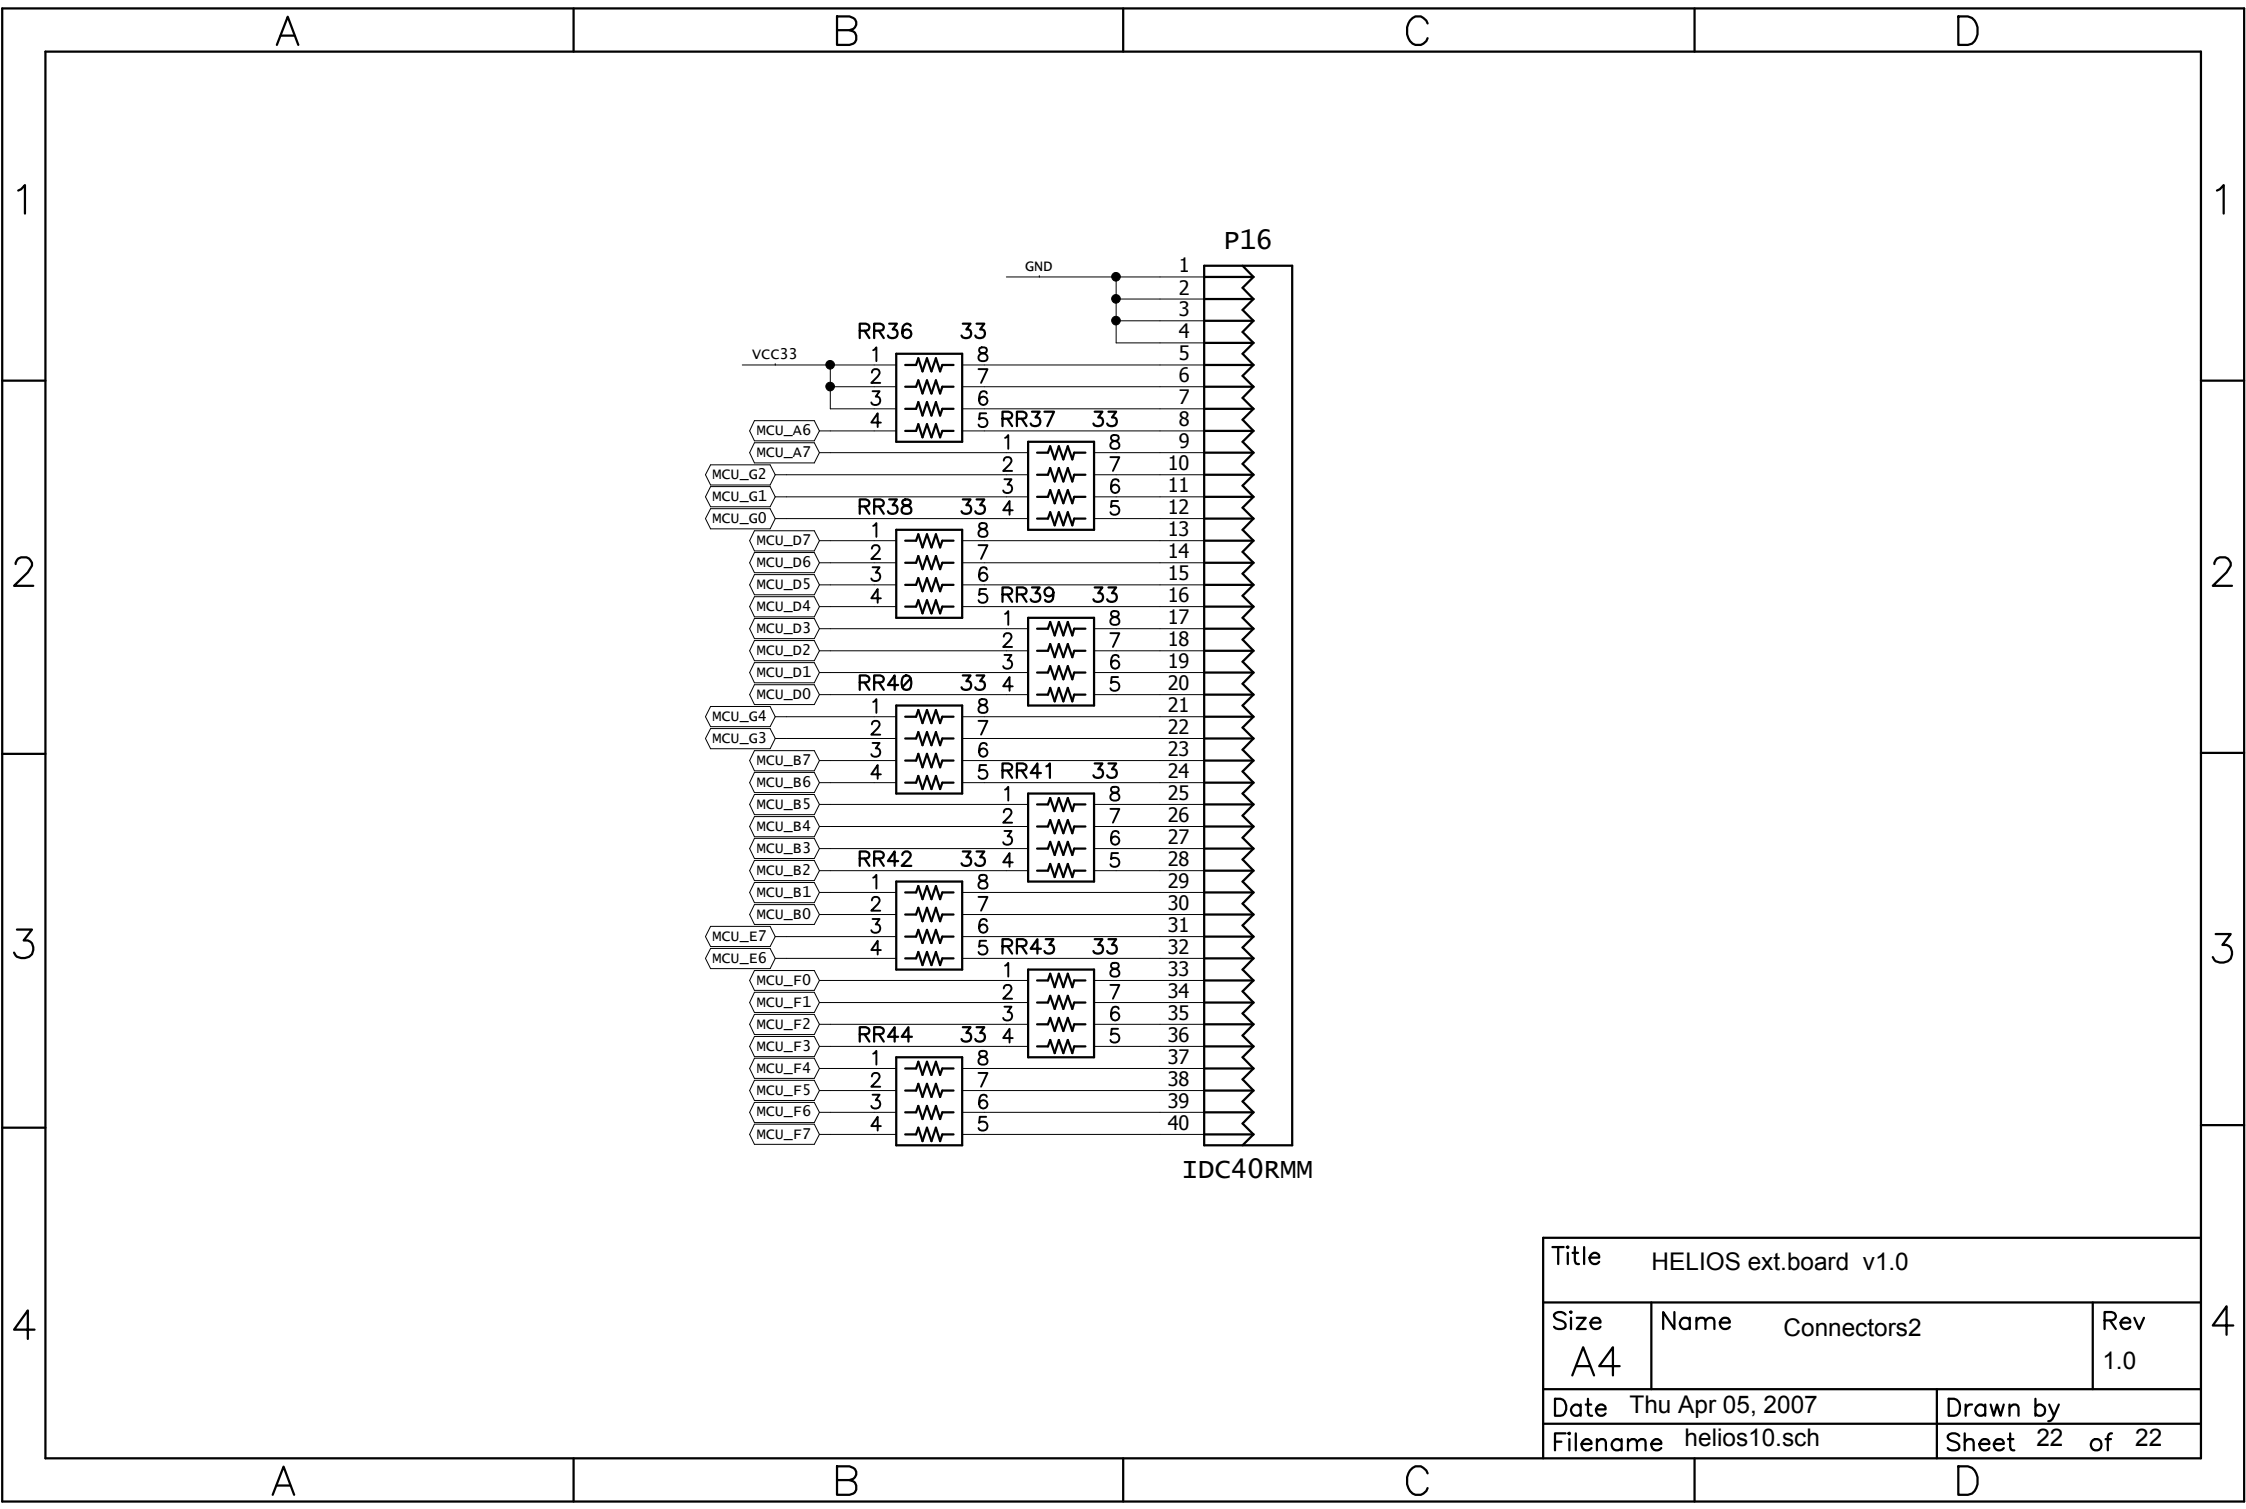 A B C D
1 1
P16
GND 1
2
3
RR36 33 4
VCC33 1 8 5
2 7 6
3 6 7
MCU_A6 4 5 RR37 33 8
MCU_A7 1 8 9
MCU_G2 2 7 10
MCU_G1 3 6 11
MCU_G0 RR38 33 4 5 12
MCU_D7 1 8 13
MCU_D6 2 7 14
2 2
MCU_D5 3 6 15
MCU_D4 4 5 RR39 33 16
MCU_D3 1 8 17
MCU_D2 2 7 18
MCU_D1 3 6 19
MCU_D0 RR40 33 4 5 20
MCU_G4 1 8 21
MCU_G3 2 7 22
MCU_B7 3 6 23
MCU_B6 4 5 RR41 33 24
MCU_B5 1 8 25
MCU_B4 2 7 26
MCU_B3 3 6 27
MCU_B2 RR42 33 4 5 28
MCU_B1 1 8 29
MCU_B0 2 7 30
MCU_E7 3 6 31
3 3
MCU_E6 4 5 RR43 33 32
MCU_F0 1 8 33
MCU_F1 2 7 34
MCU_F2 3 6 35
MCU_F3 RR44 33 4 5 36
MCU_F4 1 8 37
MCU_F5 2 7 38
MCU_F6 3 6 39
MCU_F7 4 5 40
IDC40RMM
Title HELIOS ext.board v1.0
4 4
Size Name Connectors2 Rev
A4 1.0
Date Thu Apr 05, 2007 Drawn by
Filename helios10.sch Sheet 22 of 22
A B C D